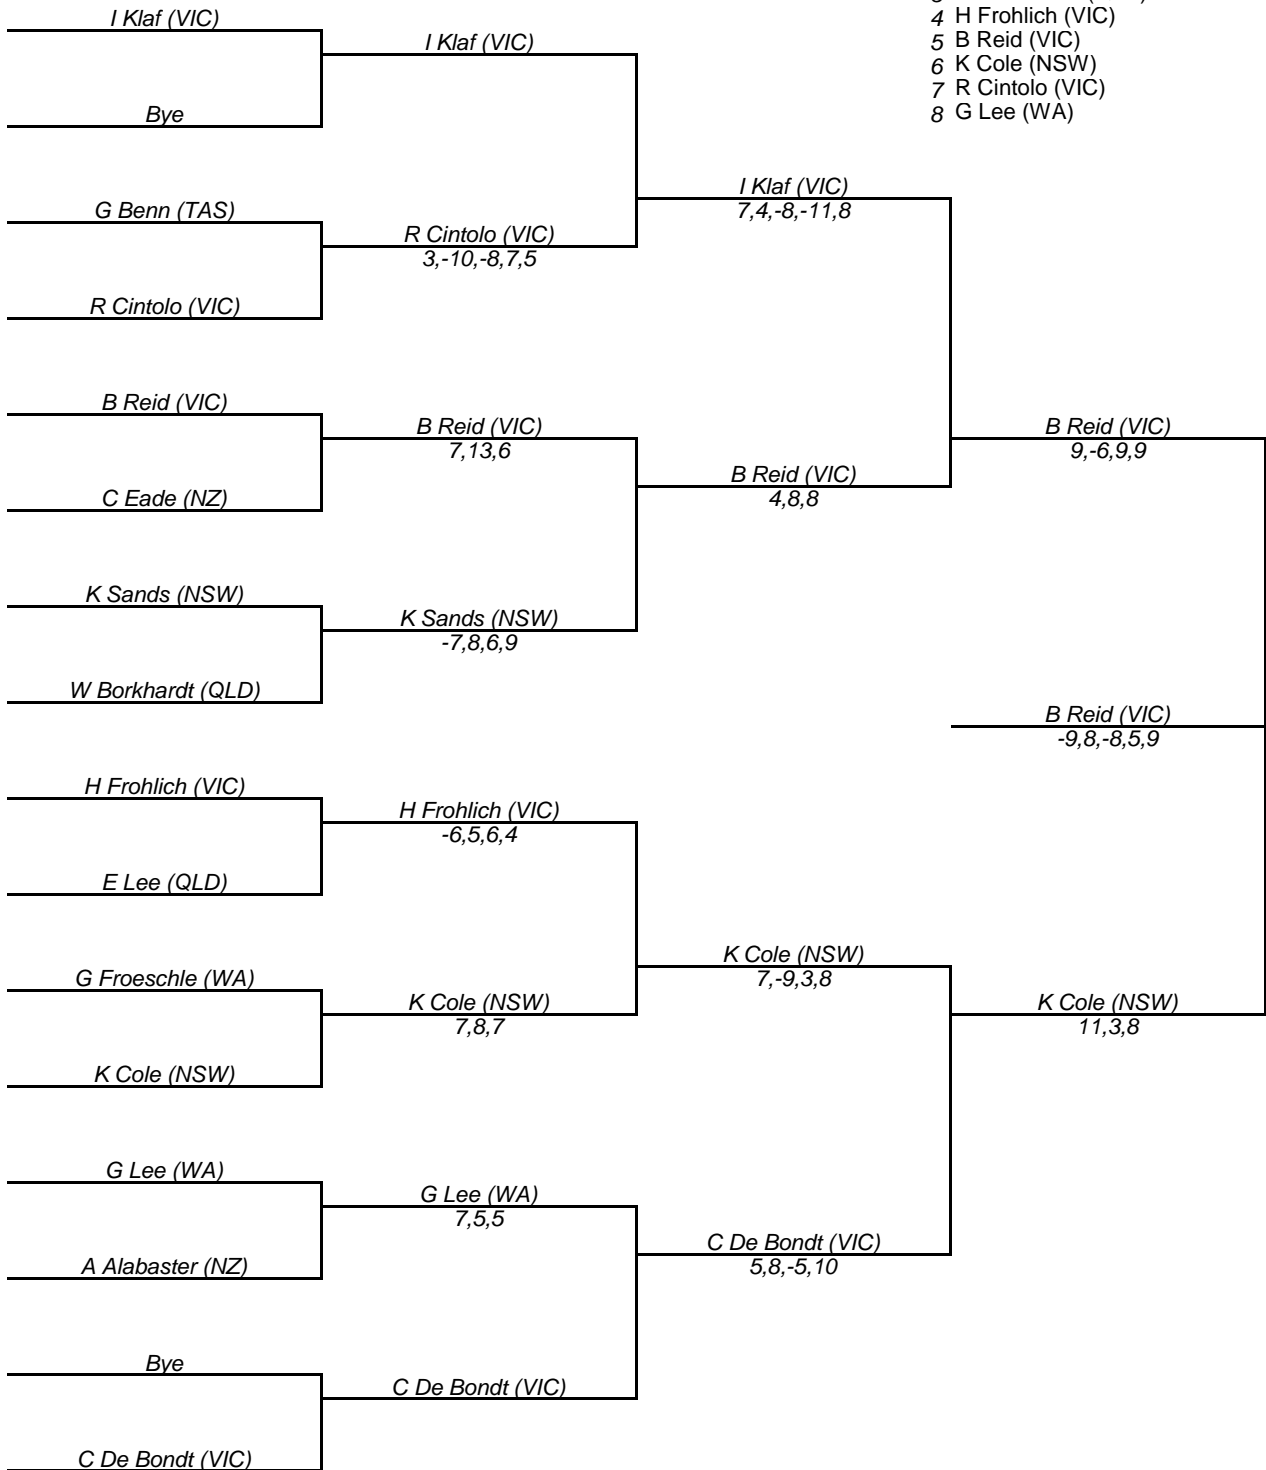 4 H Frohlich (VIC)
5 B Reid (VIC)
6 K Cole (NSW)
7 R Cintolo (VIC)
8 G Lee (WA)
I Klaf (VIC)
Bye
G Benn (TAS)
R Cintolo (VIC)
B Reid (VIC)
C Eade (NZ)
K Sands (NSW)
W Borkhardt (QLD)
H Frohlich (VIC)
E Lee (QLD)
G Froeschle (WA)
K Cole (NSW)
G Lee (WA)
A Alabaster (NZ)
Bye
C De Bondt (VIC)
I Klaf (VIC)
R Cintolo (VIC)
3,-10,-8,7,5
B Reid (VIC)
7,13,6
K Sands (NSW)
-7,8,6,9
H Frohlich (VIC)
-6,5,6,4
K Cole (NSW)
7,8,7
G Lee (WA)
7,5,5
C De Bondt (VIC)
I Klaf (VIC)
7,4,-8,-11,8
B Reid (VIC)
4,8,8
K Cole (NSW)
7,-9,3,8
C De Bondt (VIC)
5,8,-5,10
B Reid (VIC)
9,-6,9,9
B Reid (VIC)
-9,8,-8,5,9
K Cole (NSW)
11,3,8